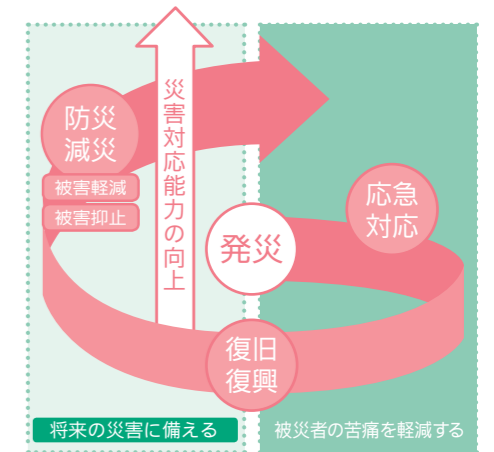 災害対応能力の向上
防災
減災
被害軽減
被害抑止
発災
応急
対応
復旧
復興
将来の災害に備える
被災者の苦痛を軽減する